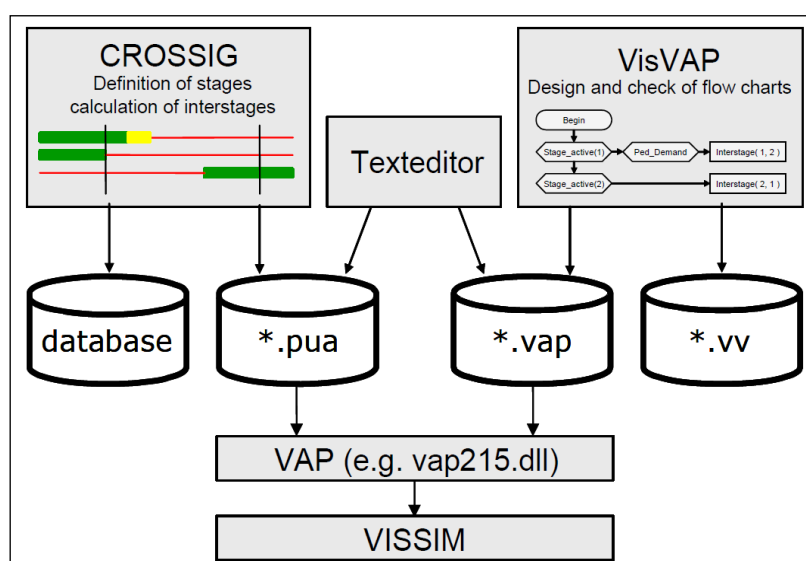 CROSSIG
Definition of stages
calculation of interstages
VisVAP
Design and check of flow charts
Begin
Stage_active(1)
Ped_Demand
Interstage( 1, 2 )
Stage_active(2)
Interstage( 2, 1 )
Texteditor
database
*.pua
*.vap
*.vv
VAP (e.g. vap215.dll)
VISSIM